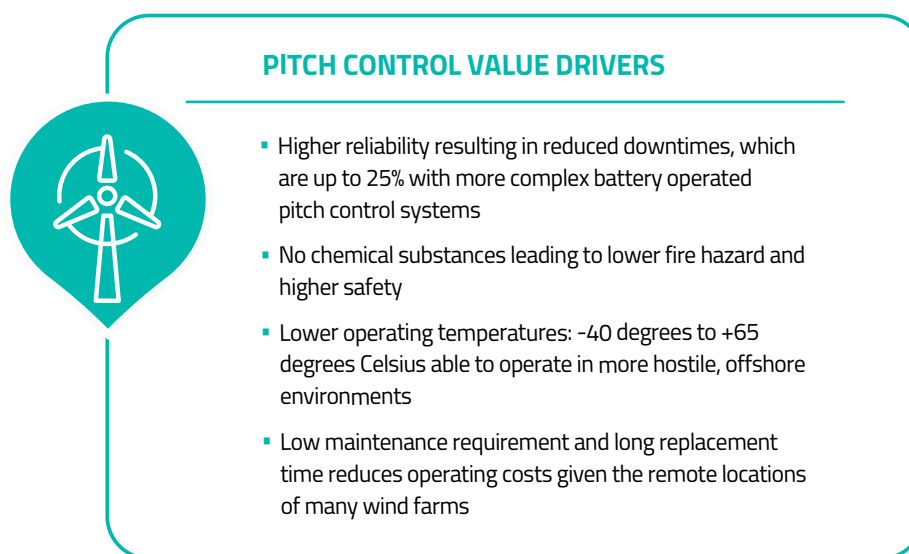 PITCH CONTROL VALUE DRIVERS
▪ Higher reliability resulting in reduced downtimes, which
are up to 25% with more complex battery operated
pitch control systems
▪ No chemical substances leading to lower fire hazard and
higher safety
▪ Lower operating temperatures: -40 degrees to +65
degrees Celsius able to operate in more hostile, offshore
environments
▪ Low maintenance requirement and long replacement
time reduces operating costs given the remote locations
of many wind farms